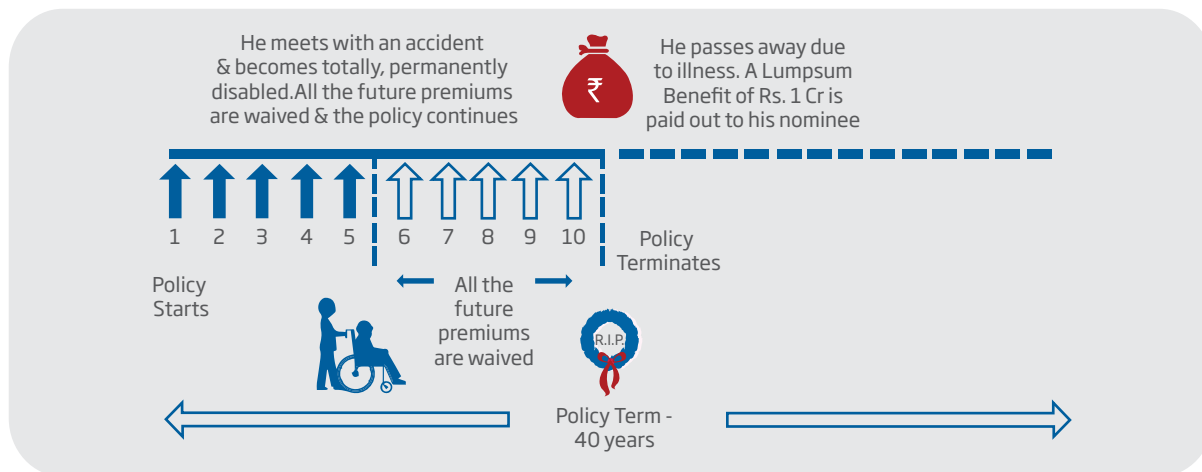 He meets with an accident
& becomes totally, permanently
disabled.All the future premiums
are waived & the policy continues
₹
He passes away due
to illness. A Lumpsum
Benefit of Rs. 1 Cr is
paid out to his nominee
1 2 3 4 5 6 7 8 9 10
Policy
Terminates
Policy
Starts
All the
future
premiums
are waived
R.I.P.
Policy Term -
40 years